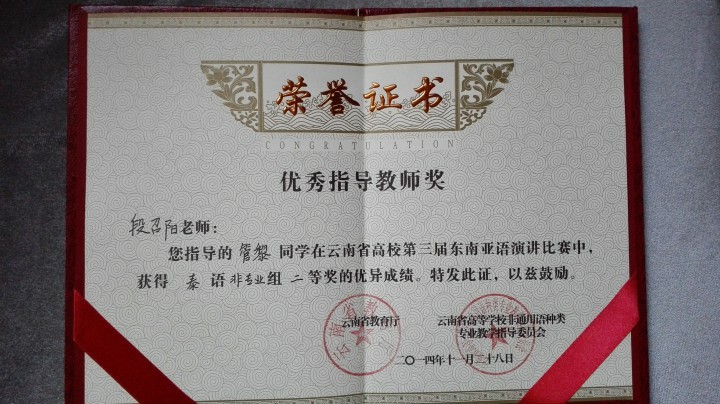 荣誉证书
CONGRATULATION
优秀指导教师奖
段召阳老师：
您指导的 管黎 同学在云南省高校第三届东南亚语演讲比赛中，
获得 泰 语 非专业 组 二 等奖的优异成绩。特发此证，以兹鼓励。
云南省教育厅
云南省高等学校非通用语种类
专业教学指导委员会
二〇一四年十一月二十八日